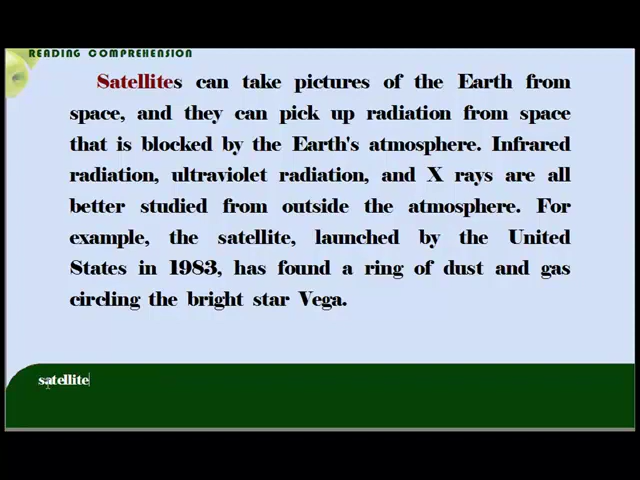 READING COMPREHENSION
Satellites can take pictures of the Earth from
space, and they can pick up radiation from space
that is blocked by the Earth's atmosphere. Infrared
radiation, ultraviolet radiation, and X rays are all
better studied from outside the atmosphere. For
example, the satellite, launched by the United
States in 1983, has found a ring of dust and gas
circling the bright star Vega.
satellite